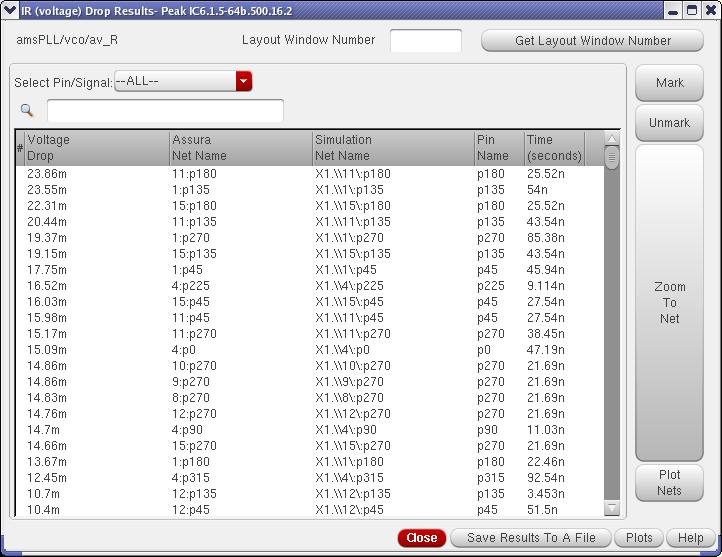 IR (voltage) Drop Results- Peak IC6.1.5-64b.500.16.2
amsPLL/vco/av_R Layout Window Number Get Layout Window Number
Select Pin/Signal: --ALL--
Mark
Unmark
# Voltage Drop Assura Net Name Simulation Net Name Pin Name Time (seconds)
23.86m 11:p180 X1.\\11\:p180 p180 25.52n
23.55m 1:p135 X1.\\1\:p135 p135 54n
22.31m 15:p180 X1.\\15\:p180 p180 25.52n
20.44m 11:p135 X1.\\11\:p135 p135 43.54n
19.37m 1:p270 X1.\\1\:p270 p270 85.38n
19.15m 15:p135 X1.\\15\:p135 p135 43.54n
17.75m 1:p45 X1.\\1\:p45 p45 45.94n
16.52m 4:p225 X1.\\4\:p225 p225 9.114n
16.03m 15:p45 X1.\\15\:p45 p45 27.54n
15.98m 11:p45 X1.\\11\:p45 p45 27.54n
15.17m 11:p270 X1.\\11\:p270 p270 38.45n
15.09m 4:p0 X1.\\4\:p0 p0 47.19n
14.86m 10:p270 X1.\\10\:p270 p270 21.69n
14.86m 9:p270 X1.\\9\:p270 p270 21.69n
14.83m 8:p270 X1.\\8\:p270 p270 21.69n
14.76m 12:p270 X1.\\12\:p270 p270 21.69n
14.7m 4:p90 X1.\\4\:p90 p90 11.03n
14.66m 15:p270 X1.\\15\:p270 p270 21.69n
13.67m 1:p180 X1.\\1\:p180 p180 22.46n
12.45m 4:p315 X1.\\4\:p315 p315 92.54n
10.7m 12:p135 X1.\\12\:p135 p135 3.453n
10.4m 12:p45 X1.\\12\:p45 p45 51.5n
Zoom
To
Net
Plot
Nets
Close Save Results To A File Plots Help